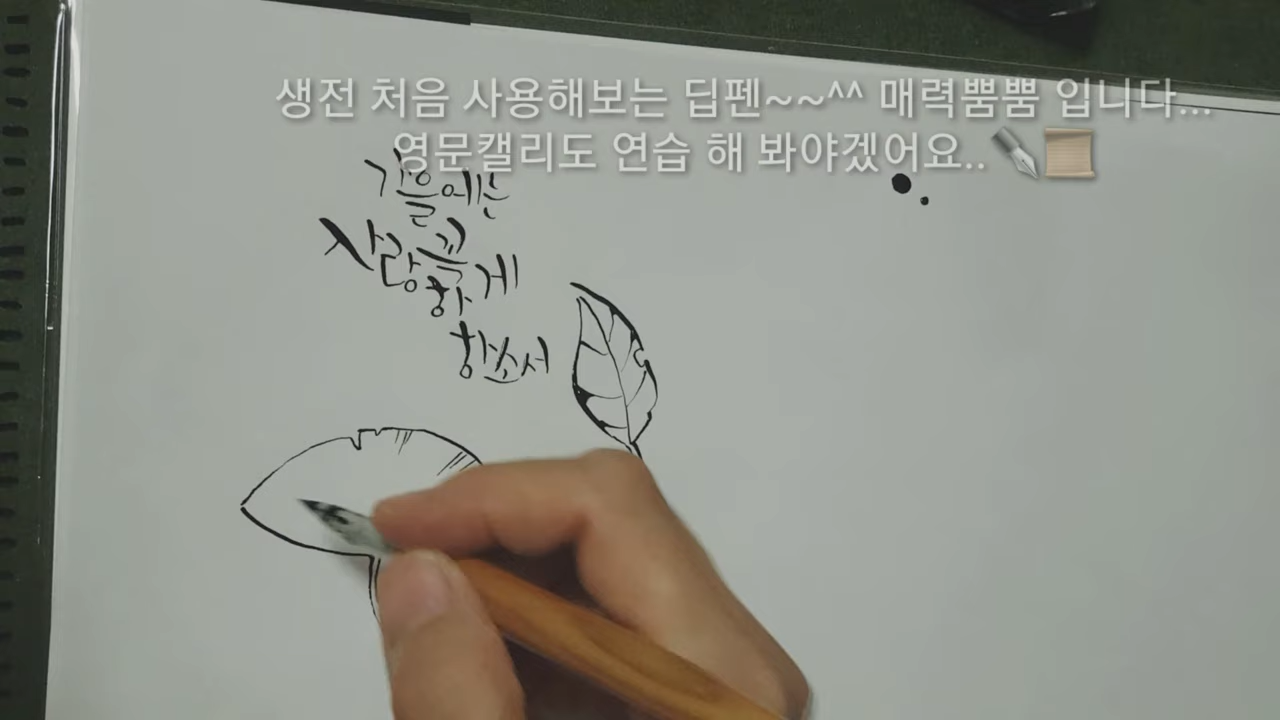 생전 처음 사용해보는 딥펜~~^^ 매력뿜뿜 입니다...
영문캘리도 연습 해 봐야겠어요..
가을에는
사랑꽃게
하
하소서